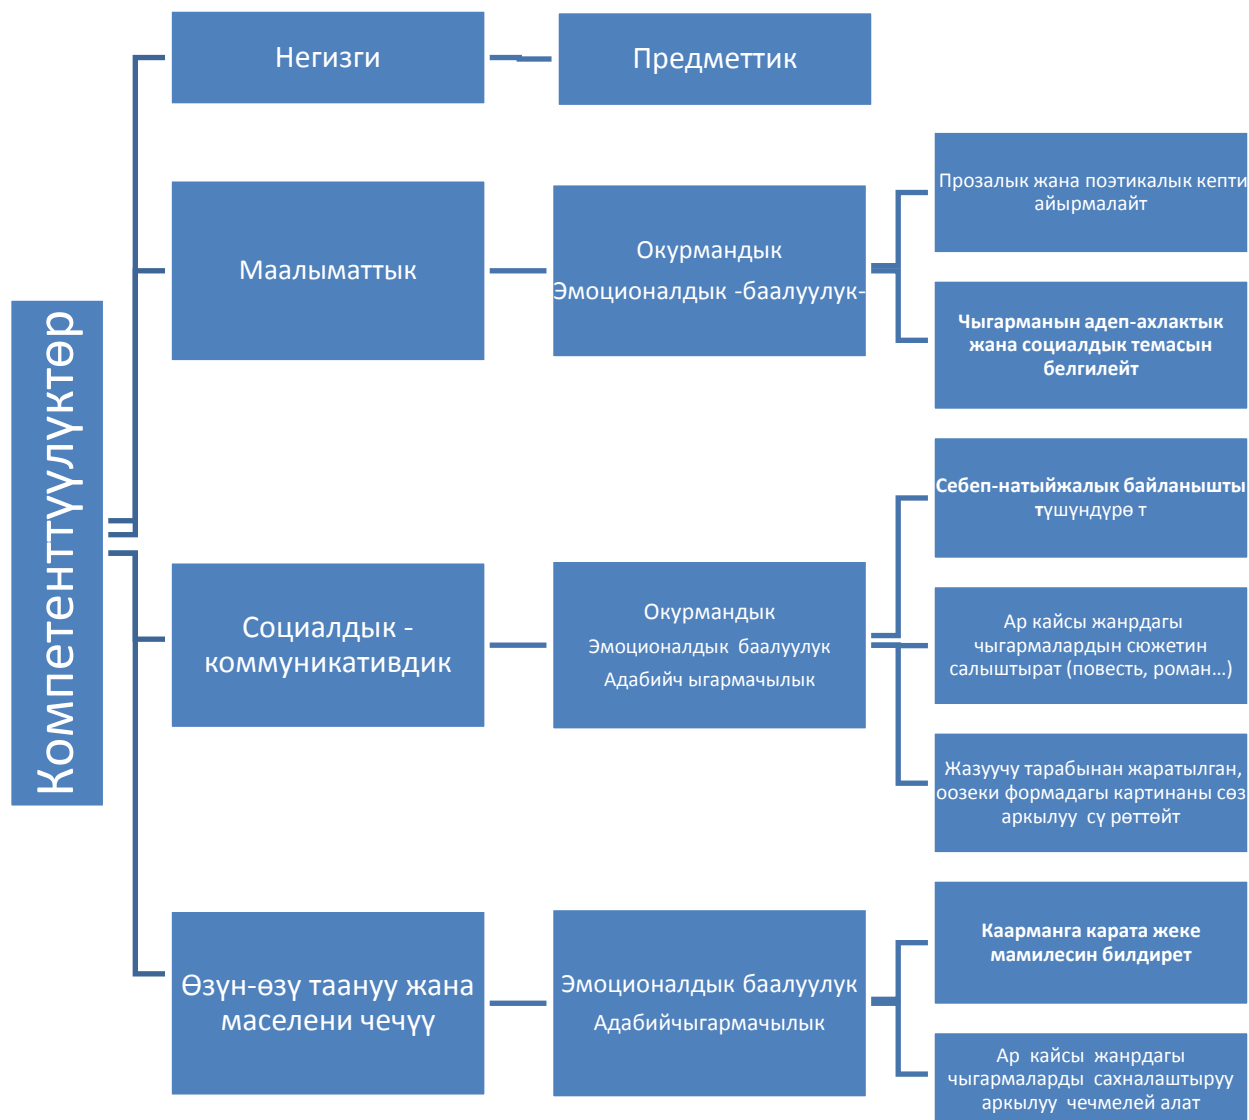 Компетенттүүлүктөр
Негизги
Предметтик
Маалыматтык
Окурмандык
Эмоционалдык -баалуулук-
Прозалык жана поэтикалык кепти
айырмалайт
Чыгарманын адеп-ахлактык
жана социалдык темасын
белгилейт
Социалдык -
коммуникативдик
Окурмандык
Эмоционалдык баалуулук
Адабийч ыгармачылык
Себеп-натыйжалык байланышты
түшүндүрө т
Ар кайсы жанрдагы
чыгармалардын сюжетин
салыштырат (повесть, роман…)
Жазуучу тарабынан жаратылган,
оозеки формадагы картинаны сөз
аркылуу сү рөттөйт
Өзүн-өзү таануу жана
маселени чечүү
Эмоционалдык баалуулук
Адабийчыгармачылык
Каарманга карата жеке
мамилесин билдирет
Ар кайсы жанрдагы
чыгармаларды сахналаштыруу
аркылуу чечмелей алат